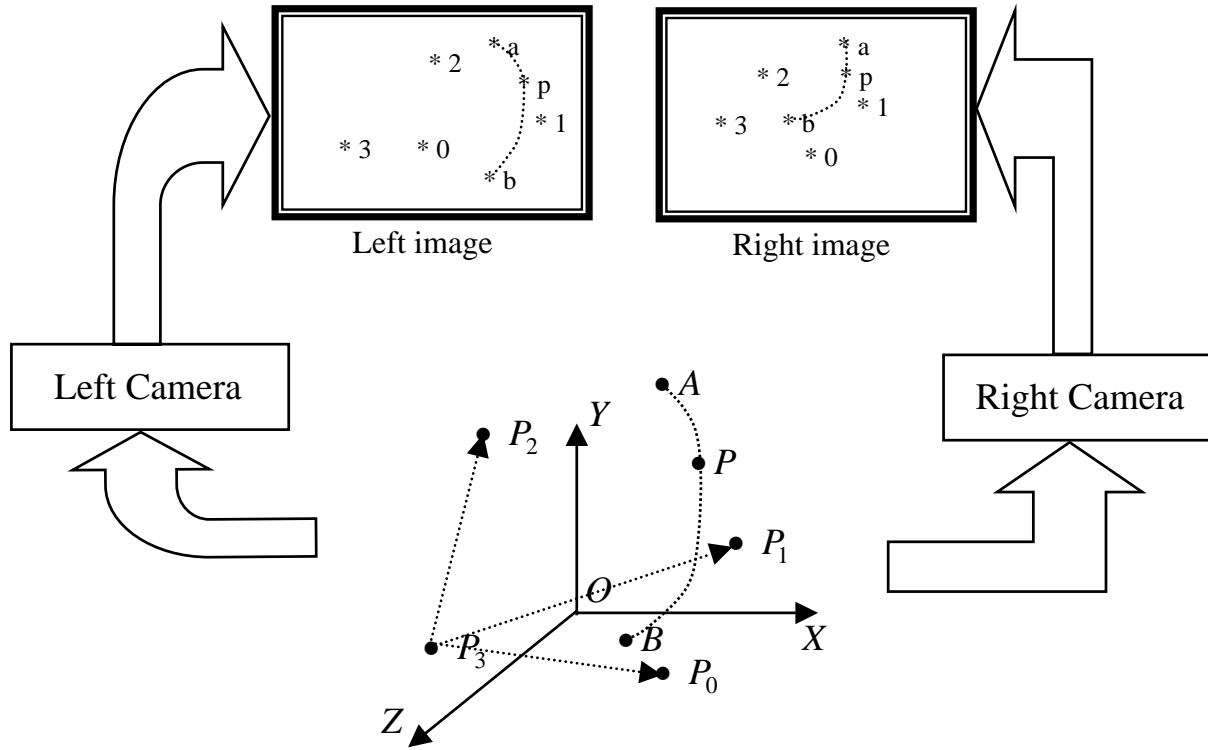 * a
* 2
* p
* 1
* 3
* 0
* b
Left image
* a
* 2
* p
* 1
* 3
* b
* 0
Right image
Left Camera
Right Camera
A
Y
P₂
P
P₁
O
B
X
P₃
P₀
Z